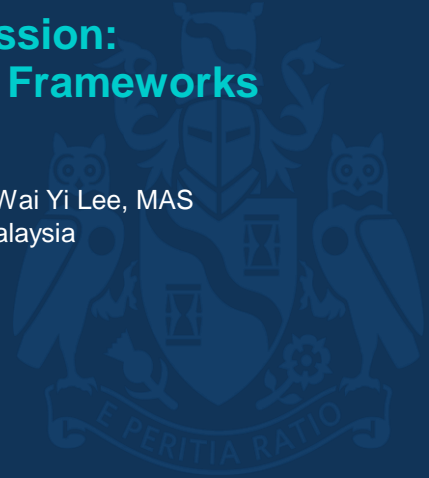 ssion:
Frameworks
Wai Yi Lee, MAS
alaysia
E PERITIA RATIO